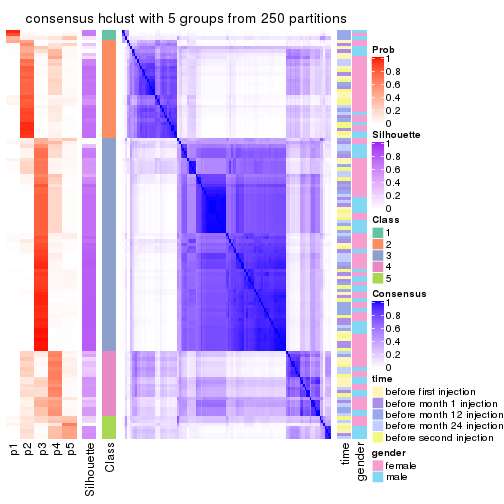 consensus hclust with 5 groups from 250 partitions
Prob
1
0.8
0.6
0.4
0.2
0
Silhouette
1
0.8
0.6
0.4
0.2
0
Class
1
2
3
4
5
Consensus
1
0.8
0.6
0.4
0.2
0
time
before first injection
before month 1 injection
before month 12 injection
before month 24 injection
before second injection
gender
female
male
p1
p2
p3
p4
p5
Silhouette
Class
time
gender